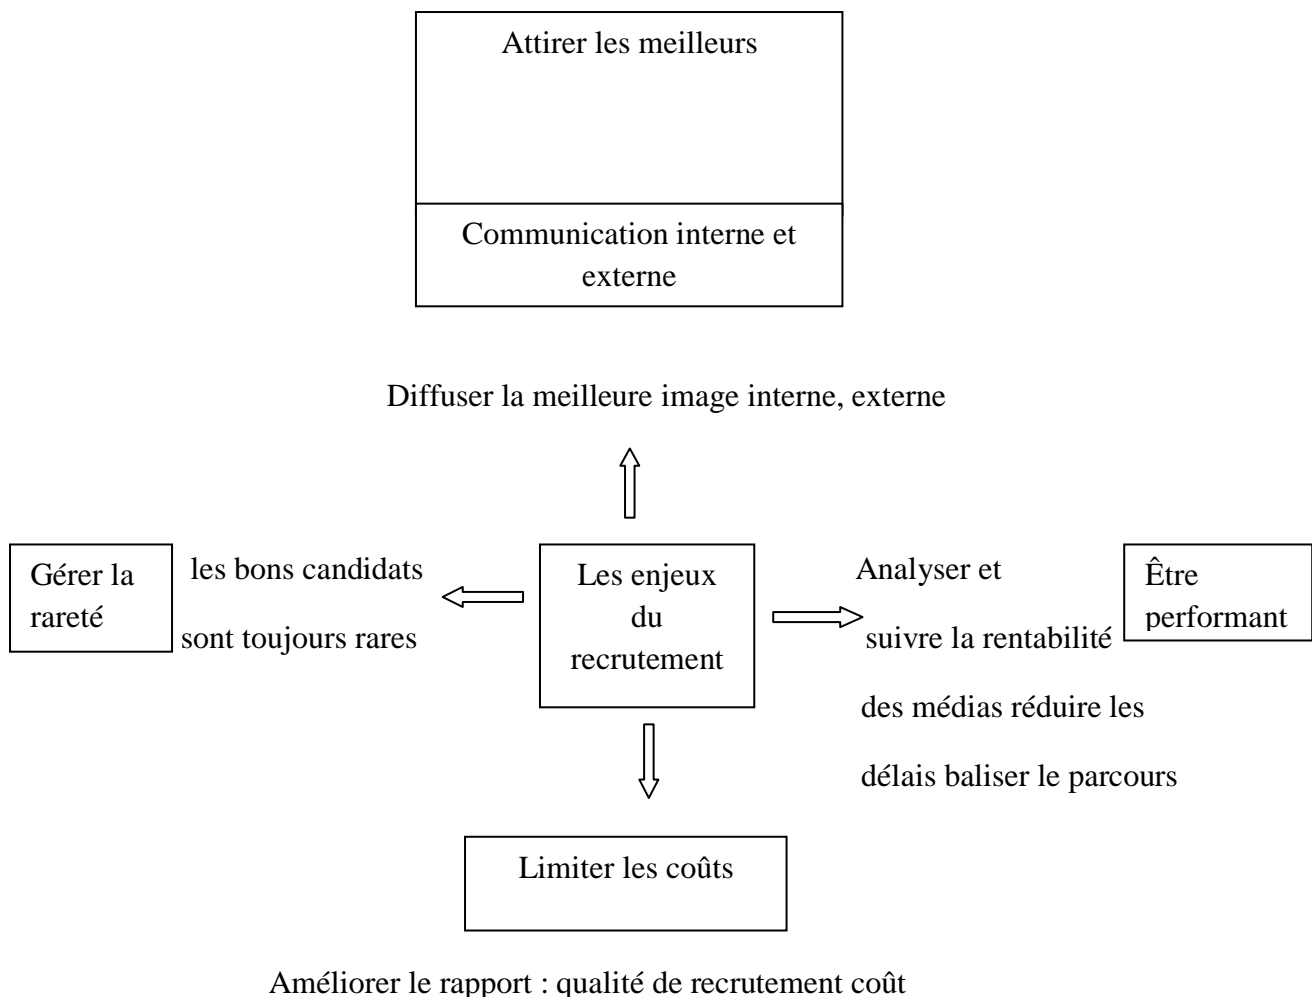 Attirer les meilleurs
Communication interne et
externe
Diffuser la meilleure image interne, externe
Gérer la
rareté
les bons candidats
sont toujours rares
Les enjeux
du
recrutement
Analyser et
suivre la rentabilité
des médias réduire les
délais baliser le parcours
Être
performant
Limiter les coûts
Améliorer le rapport : qualité de recrutement coût